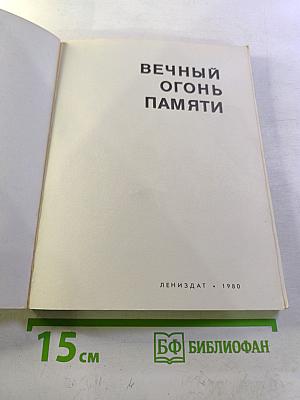 ВЕЧНЫЙ
ОГОНЬ
ПАМЯТИ
ЛЕНИЗДАТ • 1980
15 см
БФ БИБЛИОФАН